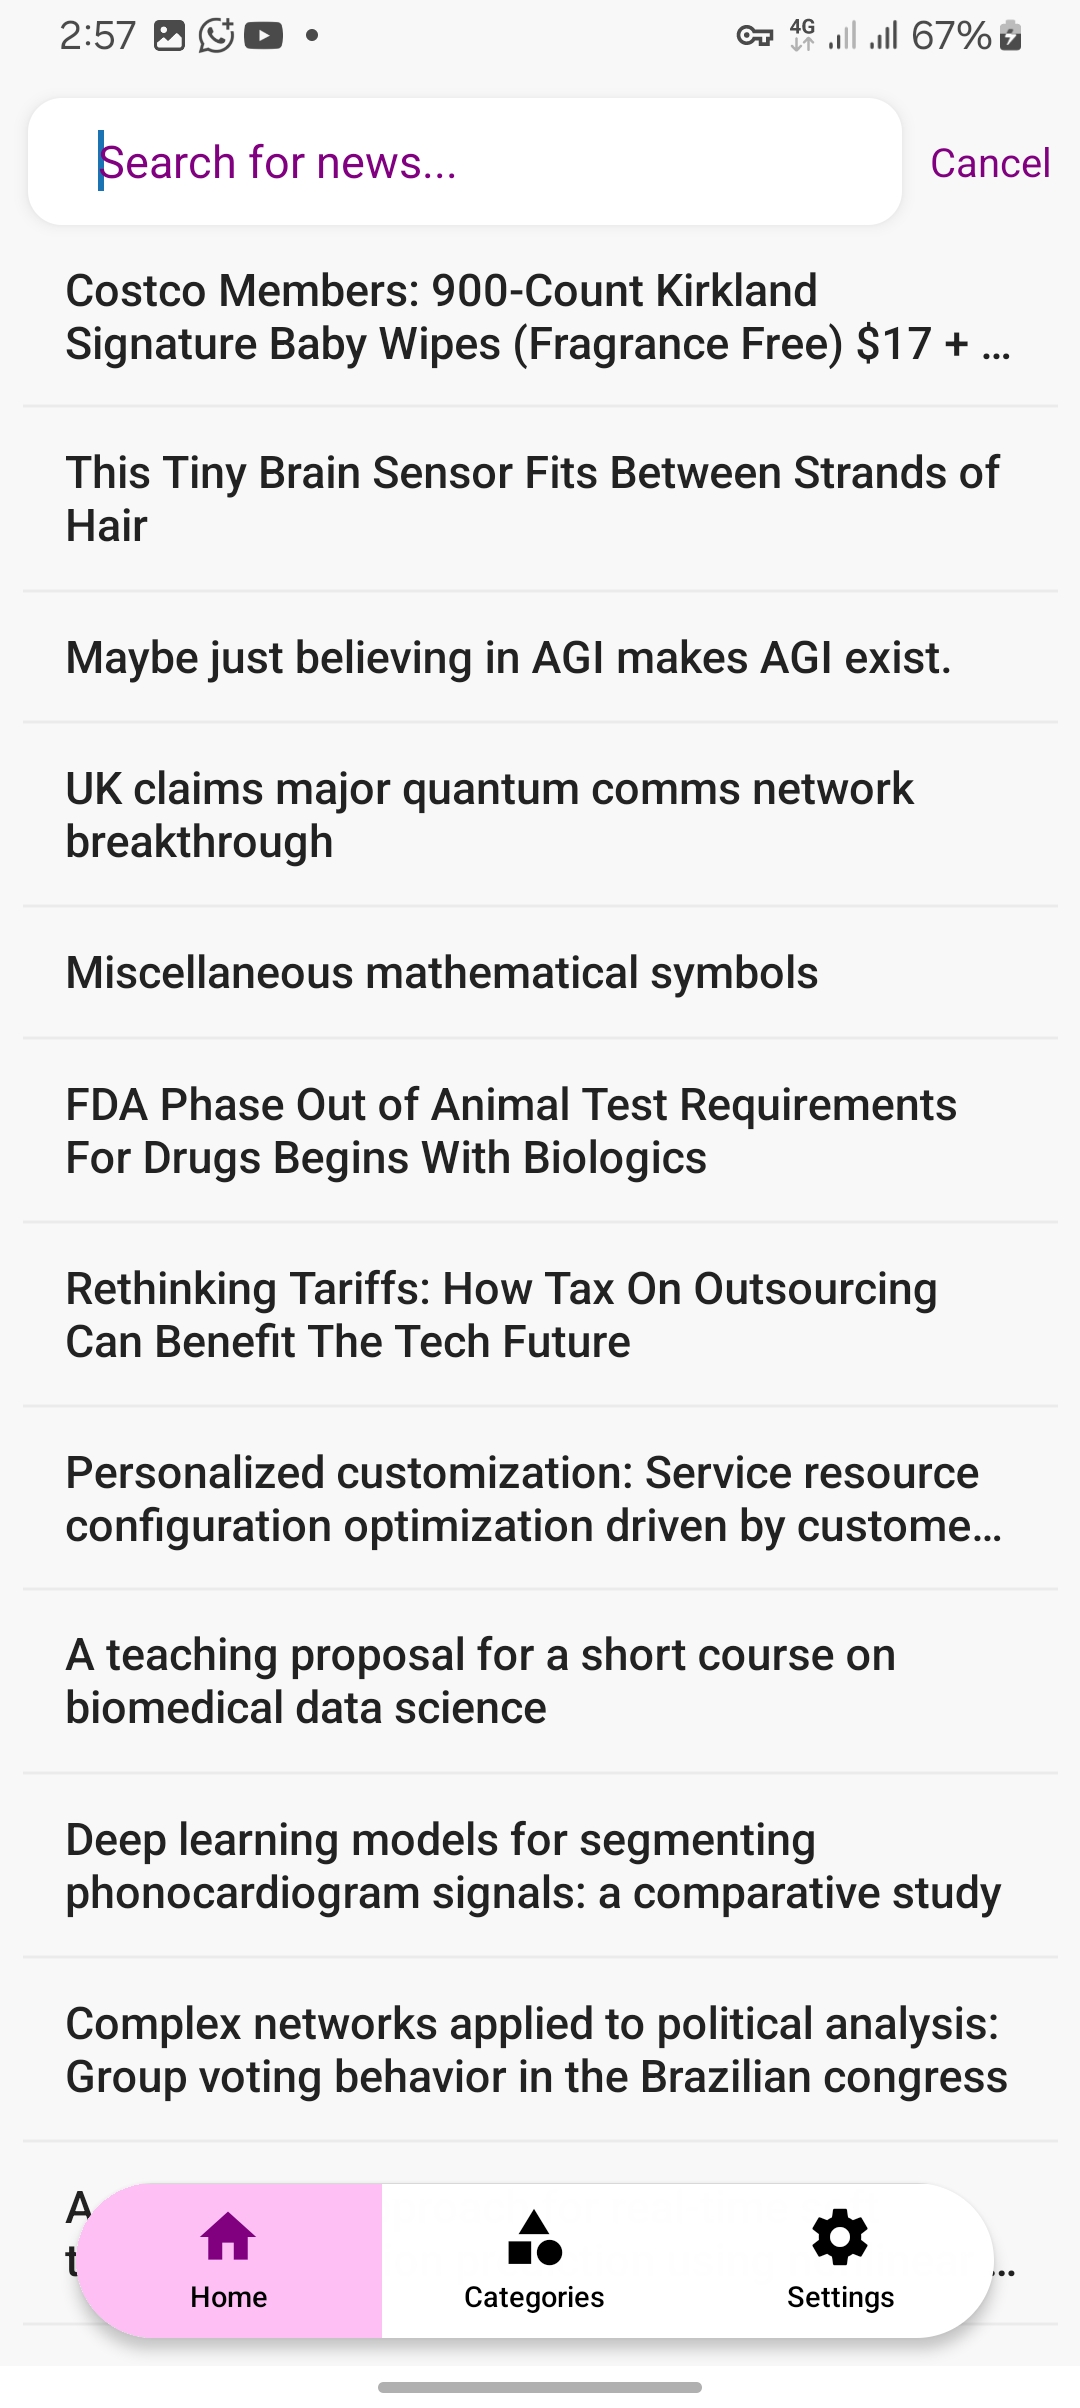 2:57
4G
67%
Search for news...
Cancel
Costco Members: 900-Count Kirkland
Signature Baby Wipes (Fragrance Free) $17 + ...
This Tiny Brain Sensor Fits Between Strands of
Hair
Maybe just believing in AGI makes AGI exist.
UK claims major quantum comms network
breakthrough
Miscellaneous mathematical symbols
FDA Phase Out of Animal Test Requirements
For Drugs Begins With Biologics
Rethinking Tariffs: How Tax On Outsourcing
Can Benefit The Tech Future
Personalized customization: Service resource
configuration optimization driven by custome...
A teaching proposal for a short course on
biomedical data science
Deep learning models for segmenting
phonocardiogram signals: a comparative study
Complex networks applied to political analysis:
Group voting behavior in the Brazilian congress
Home
Categories
Settings